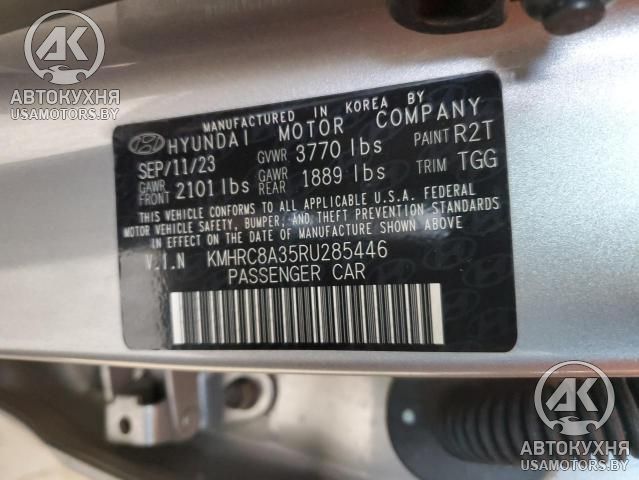 АК
АВТОКУХНЯ
USAMOTORS.BY
MANUFACTURED IN KOREA BY
HYUNDAI MOTOR COMPANY
SEP/11/23 GVWR 3770 lbs PAINT R2T
GAWR FRONT 2101 lbs GAWR REAR 1889 lbs TRIM TGG
THIS VEHICLE CONFORMS TO ALL APPLICABLE U.S.A. FEDERAL
MOTOR VEHICLE SAFETY, BUMPER, AND THEFT PREVENTION STANDARDS
IN EFFECT ON THE DATE OF MANUFACTURE SHOWN ABOVE.
V.I.N KMHRC8A35RU285446
PASSENGER CAR
АК
АВТОКУХНЯ
USAMOTORS.BY